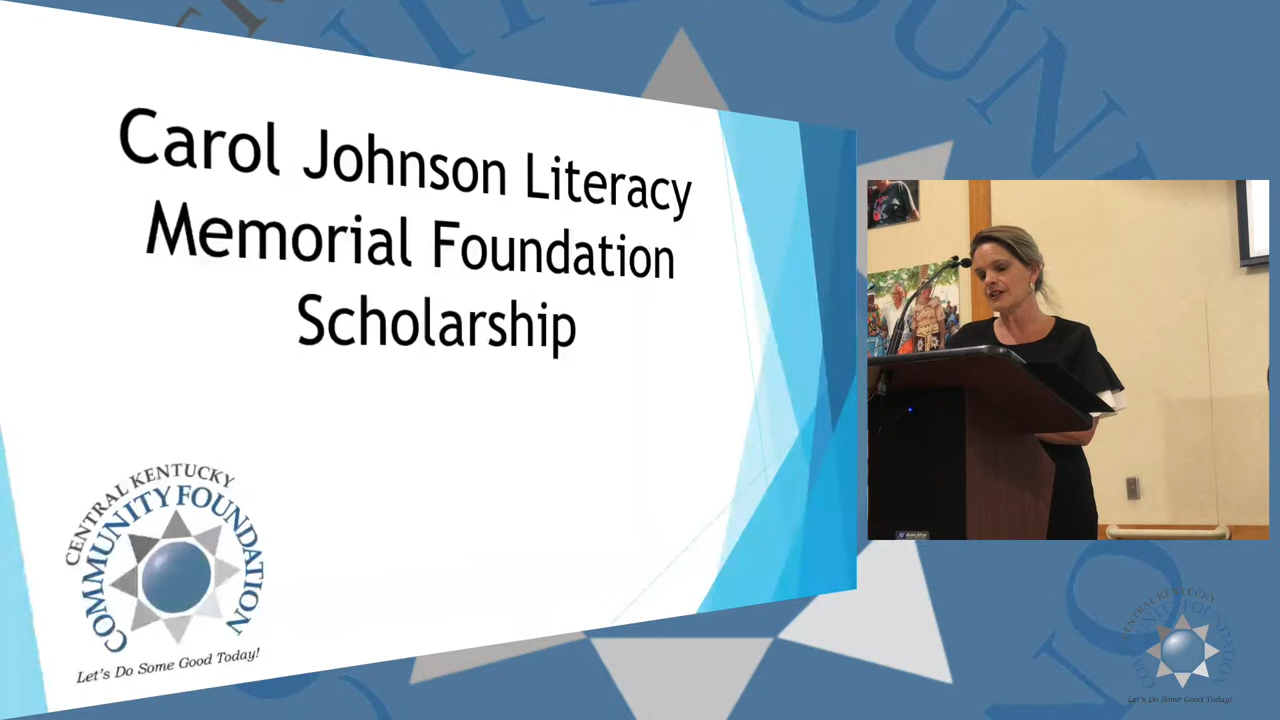 Carol Johnson Literacy
Memorial Foundation
Scholarship
CENTRAL KENTUCKY
COMMUNITY FOUNDATION
Let's Do Some Good Today!
CENTRAL KENTUCKY
COMMUNITY FOUNDATION
Let's Do Some Good Today!